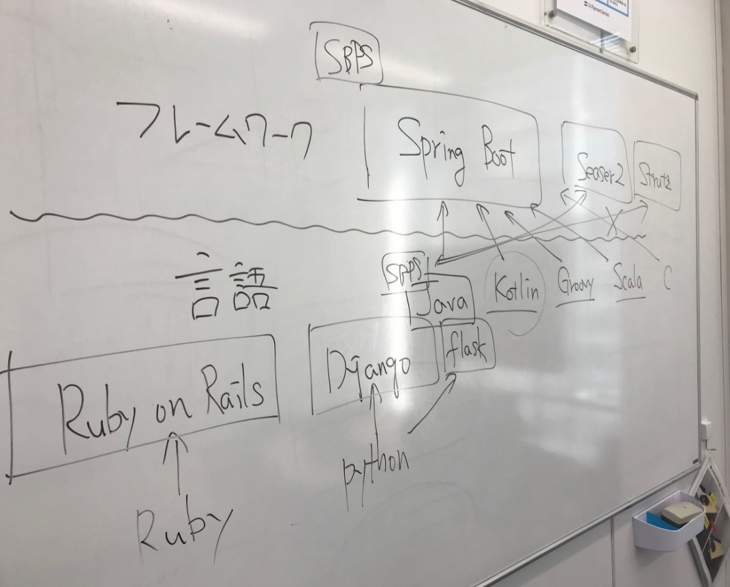 SBPS
フレームワーク
Spring Boot
Seaser2
Struts
言語
SBPS
Java
Kotlin
Groovy
Scala
C
Ruby on Rails
Django
flask
python
Ruby